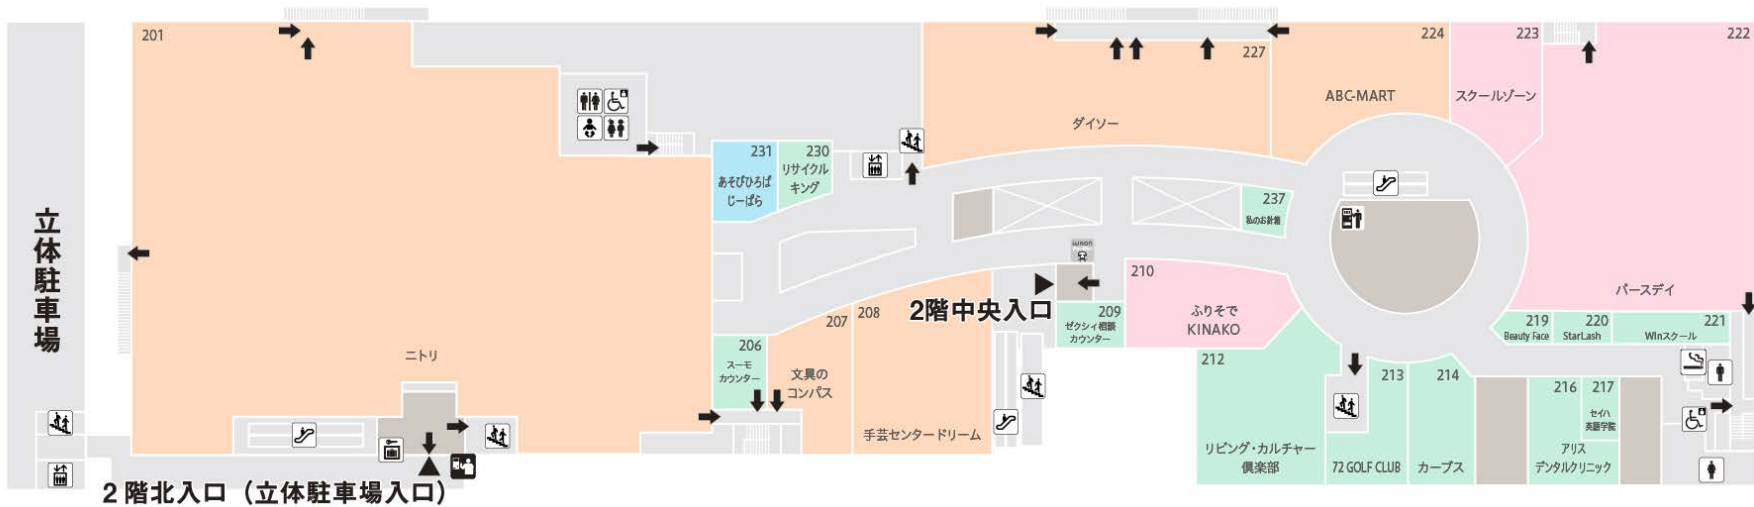 201
立体駐車場
ニトリ
2階北入口（立体駐車場入口）
231
あそびひろば
じーぱら
230
リサイクル
キング
206
スーモ
カウンター
207
文具の
コンパス
208
手芸センタードリーム
227
ダイソー
224
ABC-MART
223
スクールゾーン
222
バースデイ
237
私のお針箱
2階中央入口
209
ゼクシィ相談
カウンター
210
ふりそで
KINAKO
212
リビング・カルチャー
倶楽部
213
72 GOLF CLUB
214
カーブス
219
Beauty Face
220
StarLash
221
Winスクール
216
アリス
デンタルクリニック
217
セイハ
英語学院